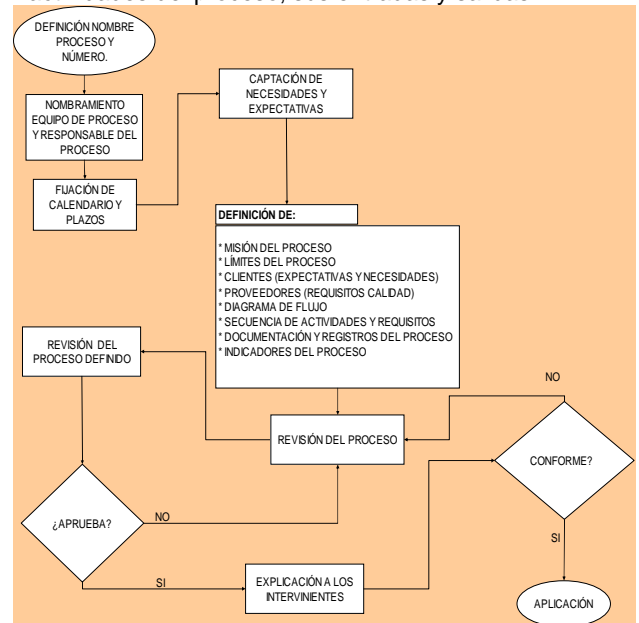 DEFINICIÓN NOMBRE
PROCESO Y
NÚMERO.
NOMBRAMIENTO
EQUIPO DE PROCESO
Y RESPONSABLE DEL
PROCESO
FIJACIÓN DE
CALENDARIO Y
PLAZOS
CAPTACIÓN DE
NECESIDADES Y
EXPECTATIVAS
DEFINICIÓN DE:
* MISIÓN DEL PROCESO
* LÍMITES DEL PROCESO
* CLIENTES (EXPECTATIVAS Y NECESIDADES)
* PROVEEDORES (REQUISITOS CALIDAD)
* DIAGRAMA DE FLUJO
* SECUENCIA DE ACTIVIDADES Y REQUISITOS
* DOCUMENTACIÓN Y REGISTROS DEL PROCESO
* INDICADORES DEL PROCESO
REVISIÓN DEL PROCESO
REVISIÓN DEL
PROCESO DEFINIDO
¿APRUEBA?
NO
SI
EXPLICACIÓN A LOS
INTERVINIENTES
CONFORME?
NO
SI
APLICACIÓN